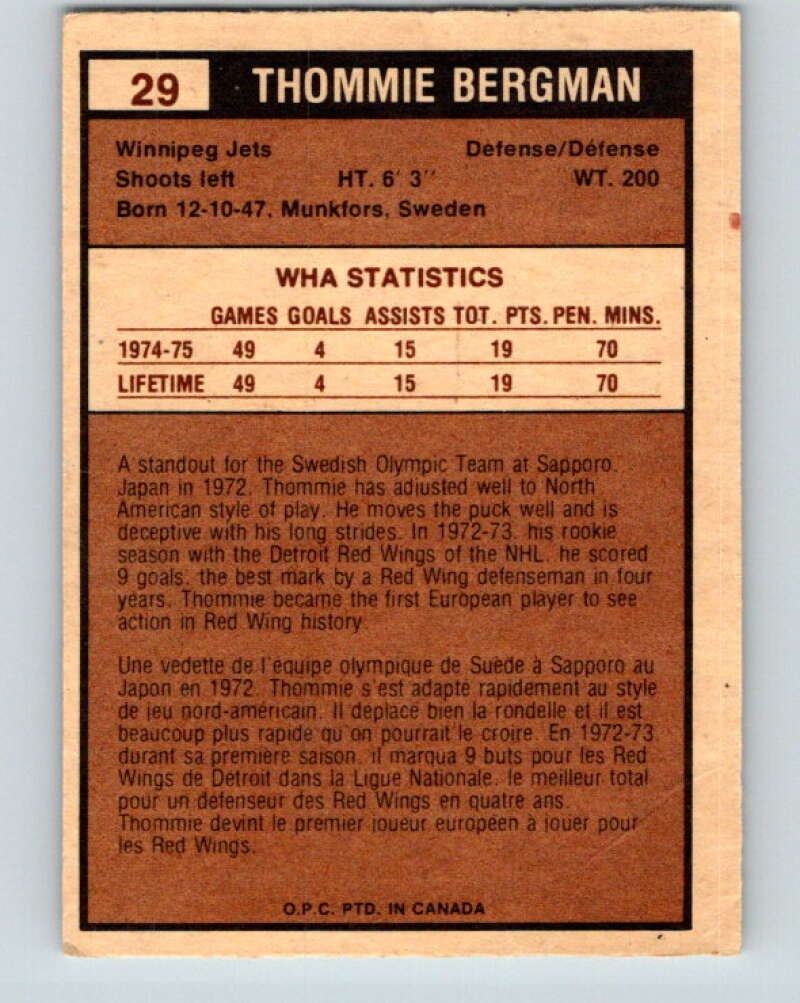 29 THOMMIE BERGMAN
Winnipeg Jets Defense/Défense
Shoots left HT. 6' 3'' WT. 200
Born 12-10-47, Munkfors, Sweden
WHA STATISTICS
GAMES GOALS ASSISTS TOT. PTS. PEN. MINS.
1974-75 49 4 15 19 70
LIFETIME 49 4 15 19 70
A standout for the Swedish Olympic Team at Sapporo,
Japan in 1972, Thommie has adjusted well to North
American style of play. He moves the puck well and is
deceptive with his long strides. In 1972-73, his rookie
season with the Detroit Red Wings of the NHL, he scored
9 goals, the best mark by a Red Wing defenseman in four
years. Thommie became the first European player to see
action in Red Wing history.
Une vedette de l'équipe olympique de Suède à Sapporo au
Japon en 1972, Thommie s'est adapté rapidement au style
de jeu nord-américain. Il déplace bien la rondelle et il est
beaucoup plus rapide qu'on pourrait le croire. En 1972-73
durant sa première saison, il marqua 9 buts pour les Red
Wings de Détroit dans la Ligue Nationale, le meilleur total
pour un défenseur des Red Wings en quatre ans.
Thommie devint le premier joueur européen à jouer pour
les Red Wings.
O.P.C. PTD. IN CANADA